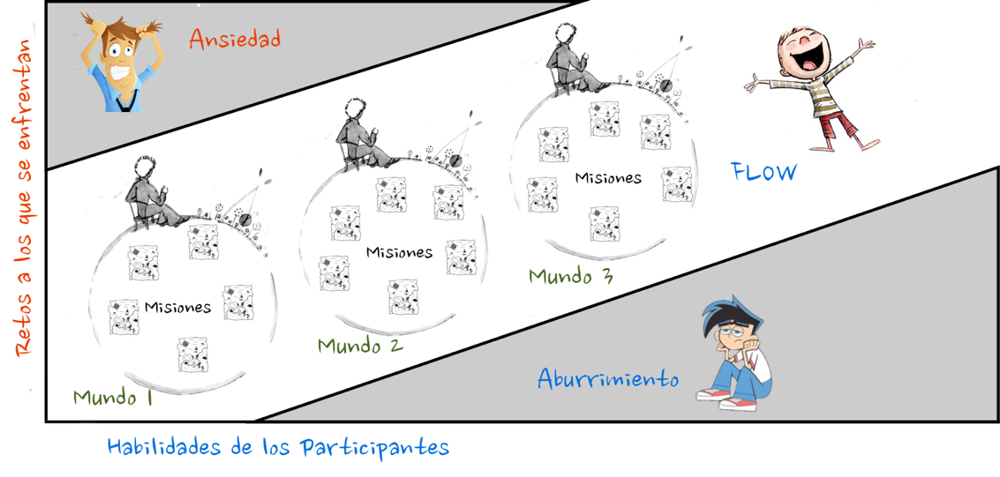 Retos a los que se enfrentan
Ansiedad
FLOW
Misiones
Mundo 3
Misiones
Mundo 2
Misiones
Mundo 1
Aburrimiento
Habilidades de los Participantes